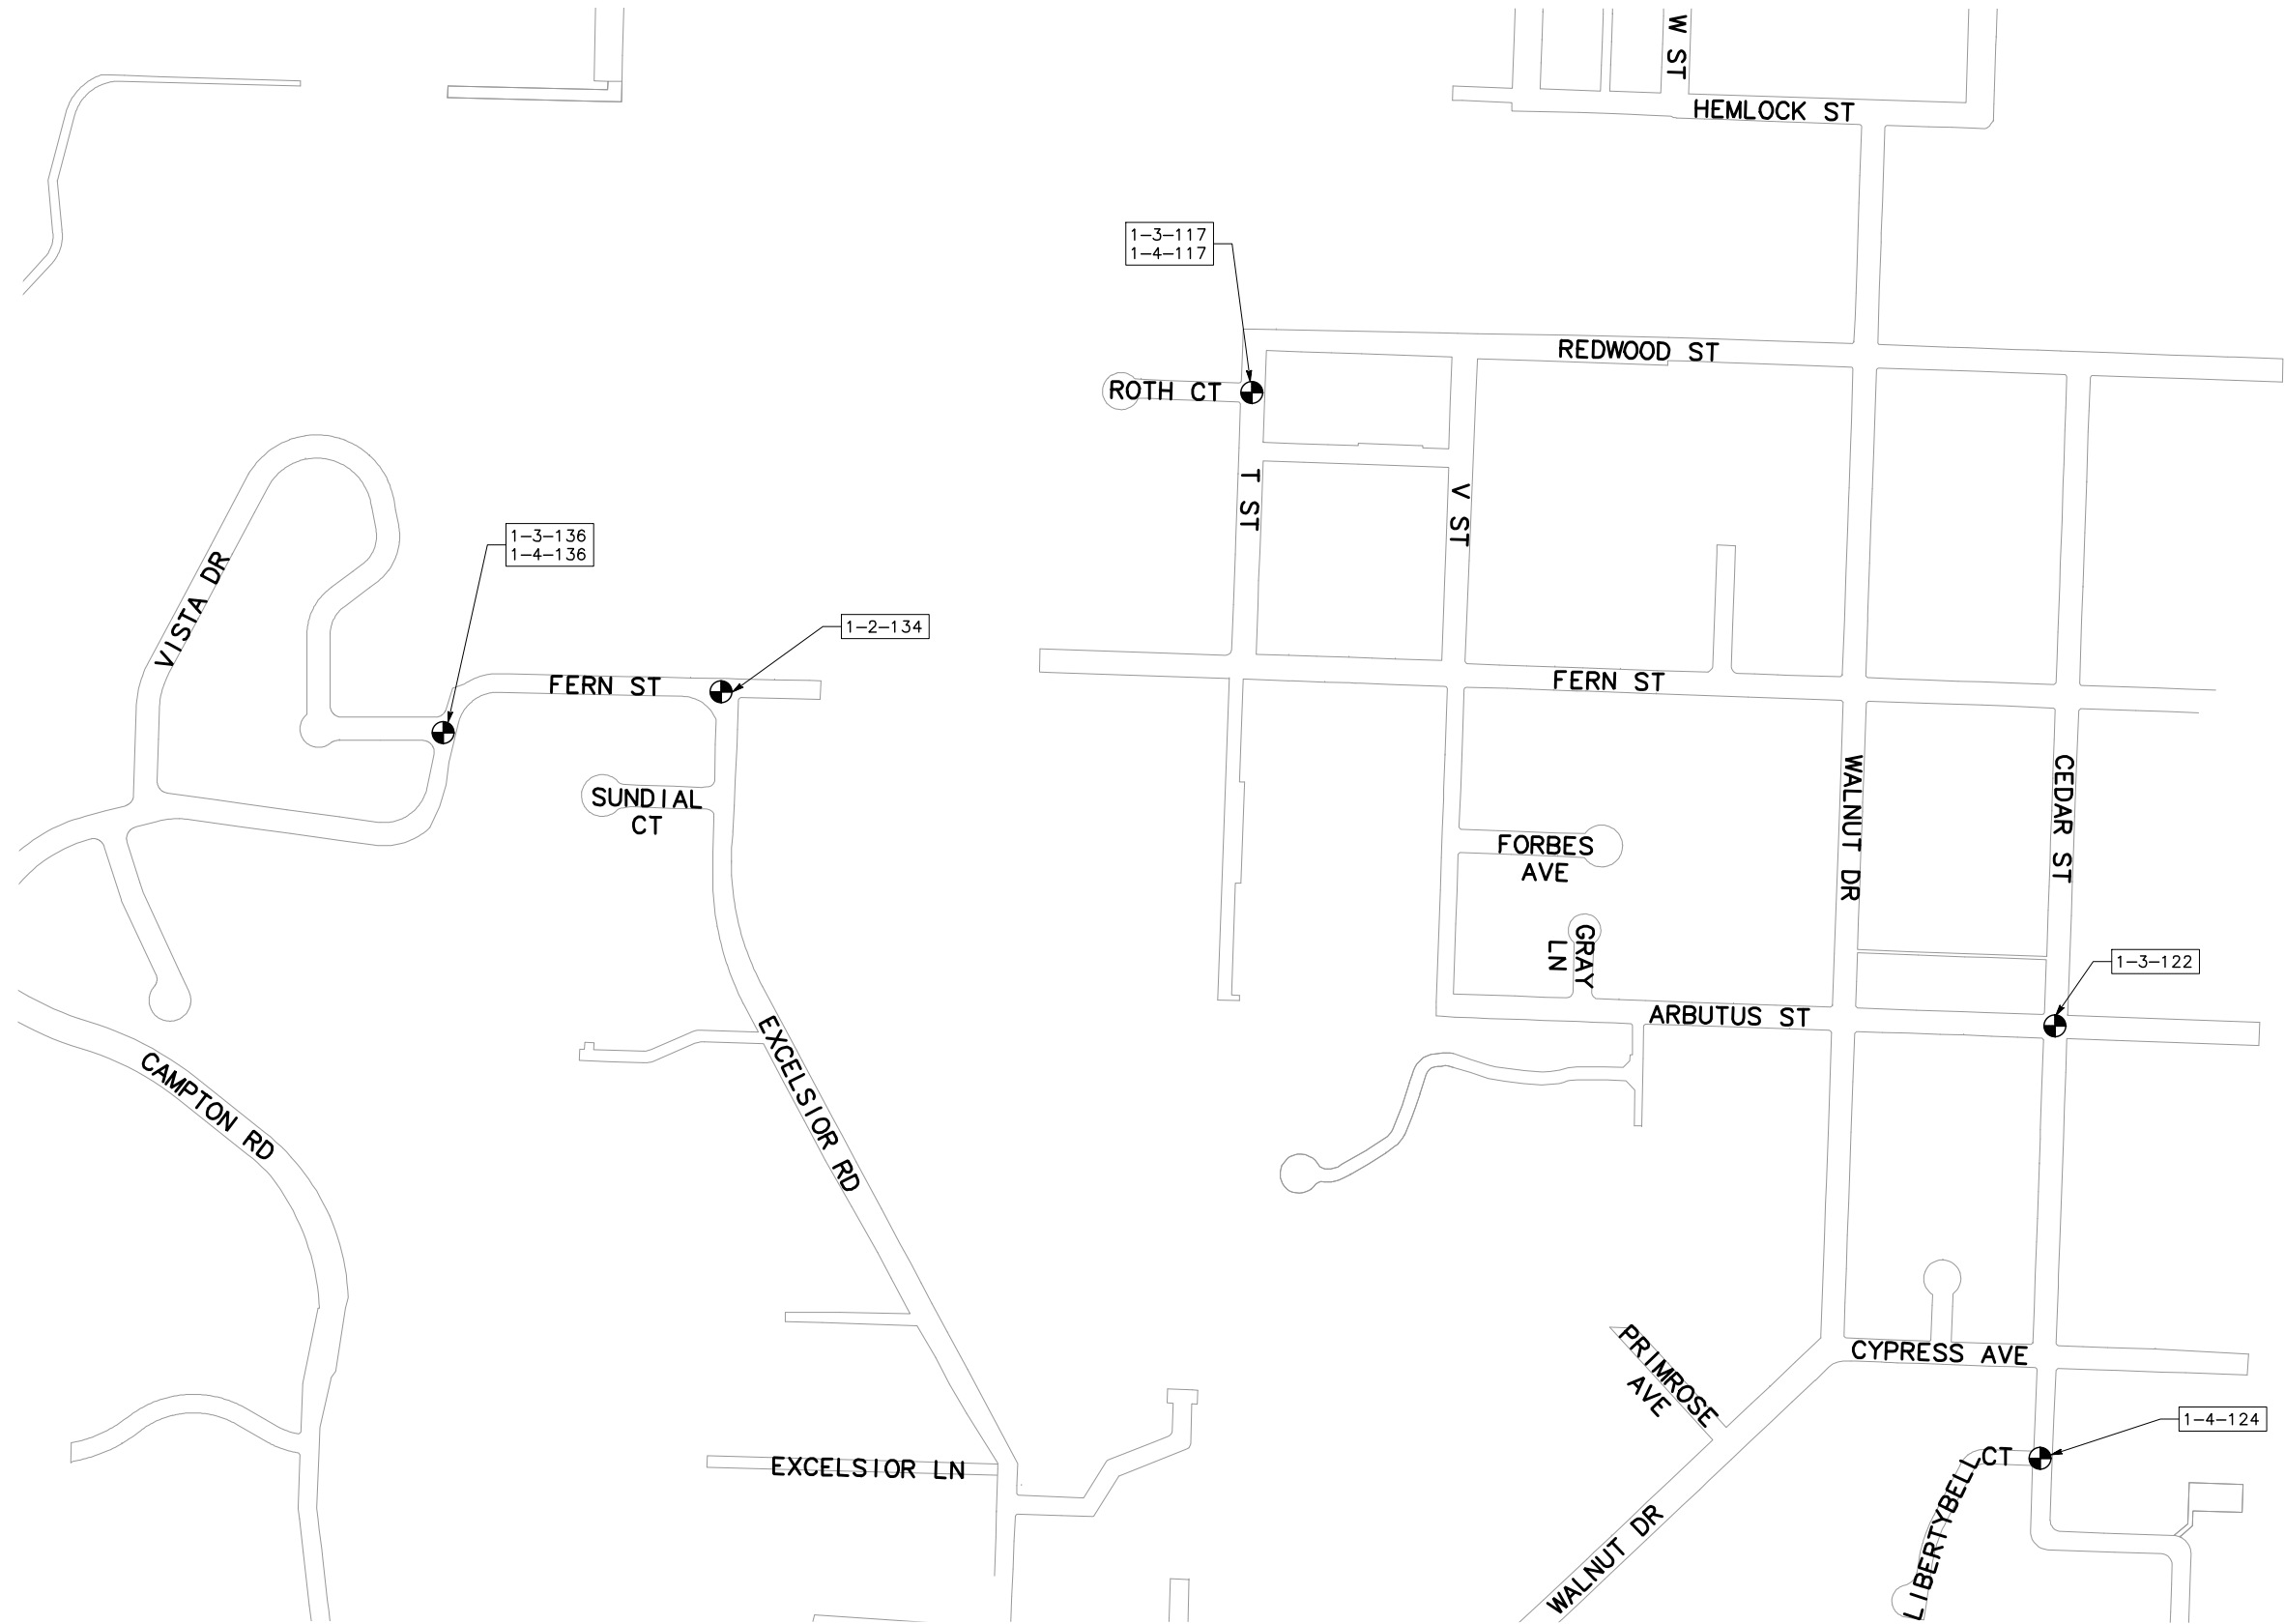 W ST
HEMLOCK ST
1-3-117
1-4-117
REDWOOD ST
ROTH CT
T ST
V ST
1-3-136
1-4-136
VISTA DR
1-2-134
FERN ST
FERN ST
SUNDIAL
CT
WALNUT DR
CEDAR ST
FORBES
AVE
GRAY
LN
1-3-122
ARBUTUS ST
EXCELSIOR RD
CAMPTON RD
PRIMROSE
AVE
CYPRESS AVE
1-4-124
EXCELSIOR LN
LIBERTYBELL CT
WALNUT DR